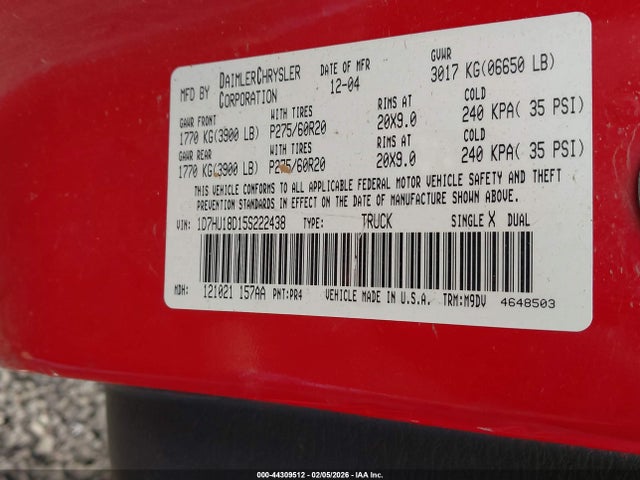 MFD BY DAIMLERCHRYSLER CORPORATION DATE OF MFR 12-04 GVWR 3017 KG(06650 LB)
GAWR FRONT WITH TIRES RIMS AT COLD
1770 KG(3900 LB) P275/60R20 20X9.0 240 KPA( 35 PSI)
GAWR REAR WITH TIRES RIMS AT COLD
1770 KG(3900 LB) P275/60R20 20X9.0 240 KPA( 35 PSI)
THIS VEHICLE CONFORMS TO ALL APPLICABLE FEDERAL MOTOR VEHICLE SAFETY AND THEFT
PREVENTION STANDARDS IN EFFECT ON THE DATE OF MANUFACTURE SHOWN ABOVE.
VIN: 1D7HU18D15S222438 TYPE: TRUCK SINGLE X DUAL
MDH: 121021 157AA PNT:PR4 VEHICLE MADE IN U.S.A. TRM:M9DV 4648503
000-44309512 - 02/05/2026 - IAA Inc.